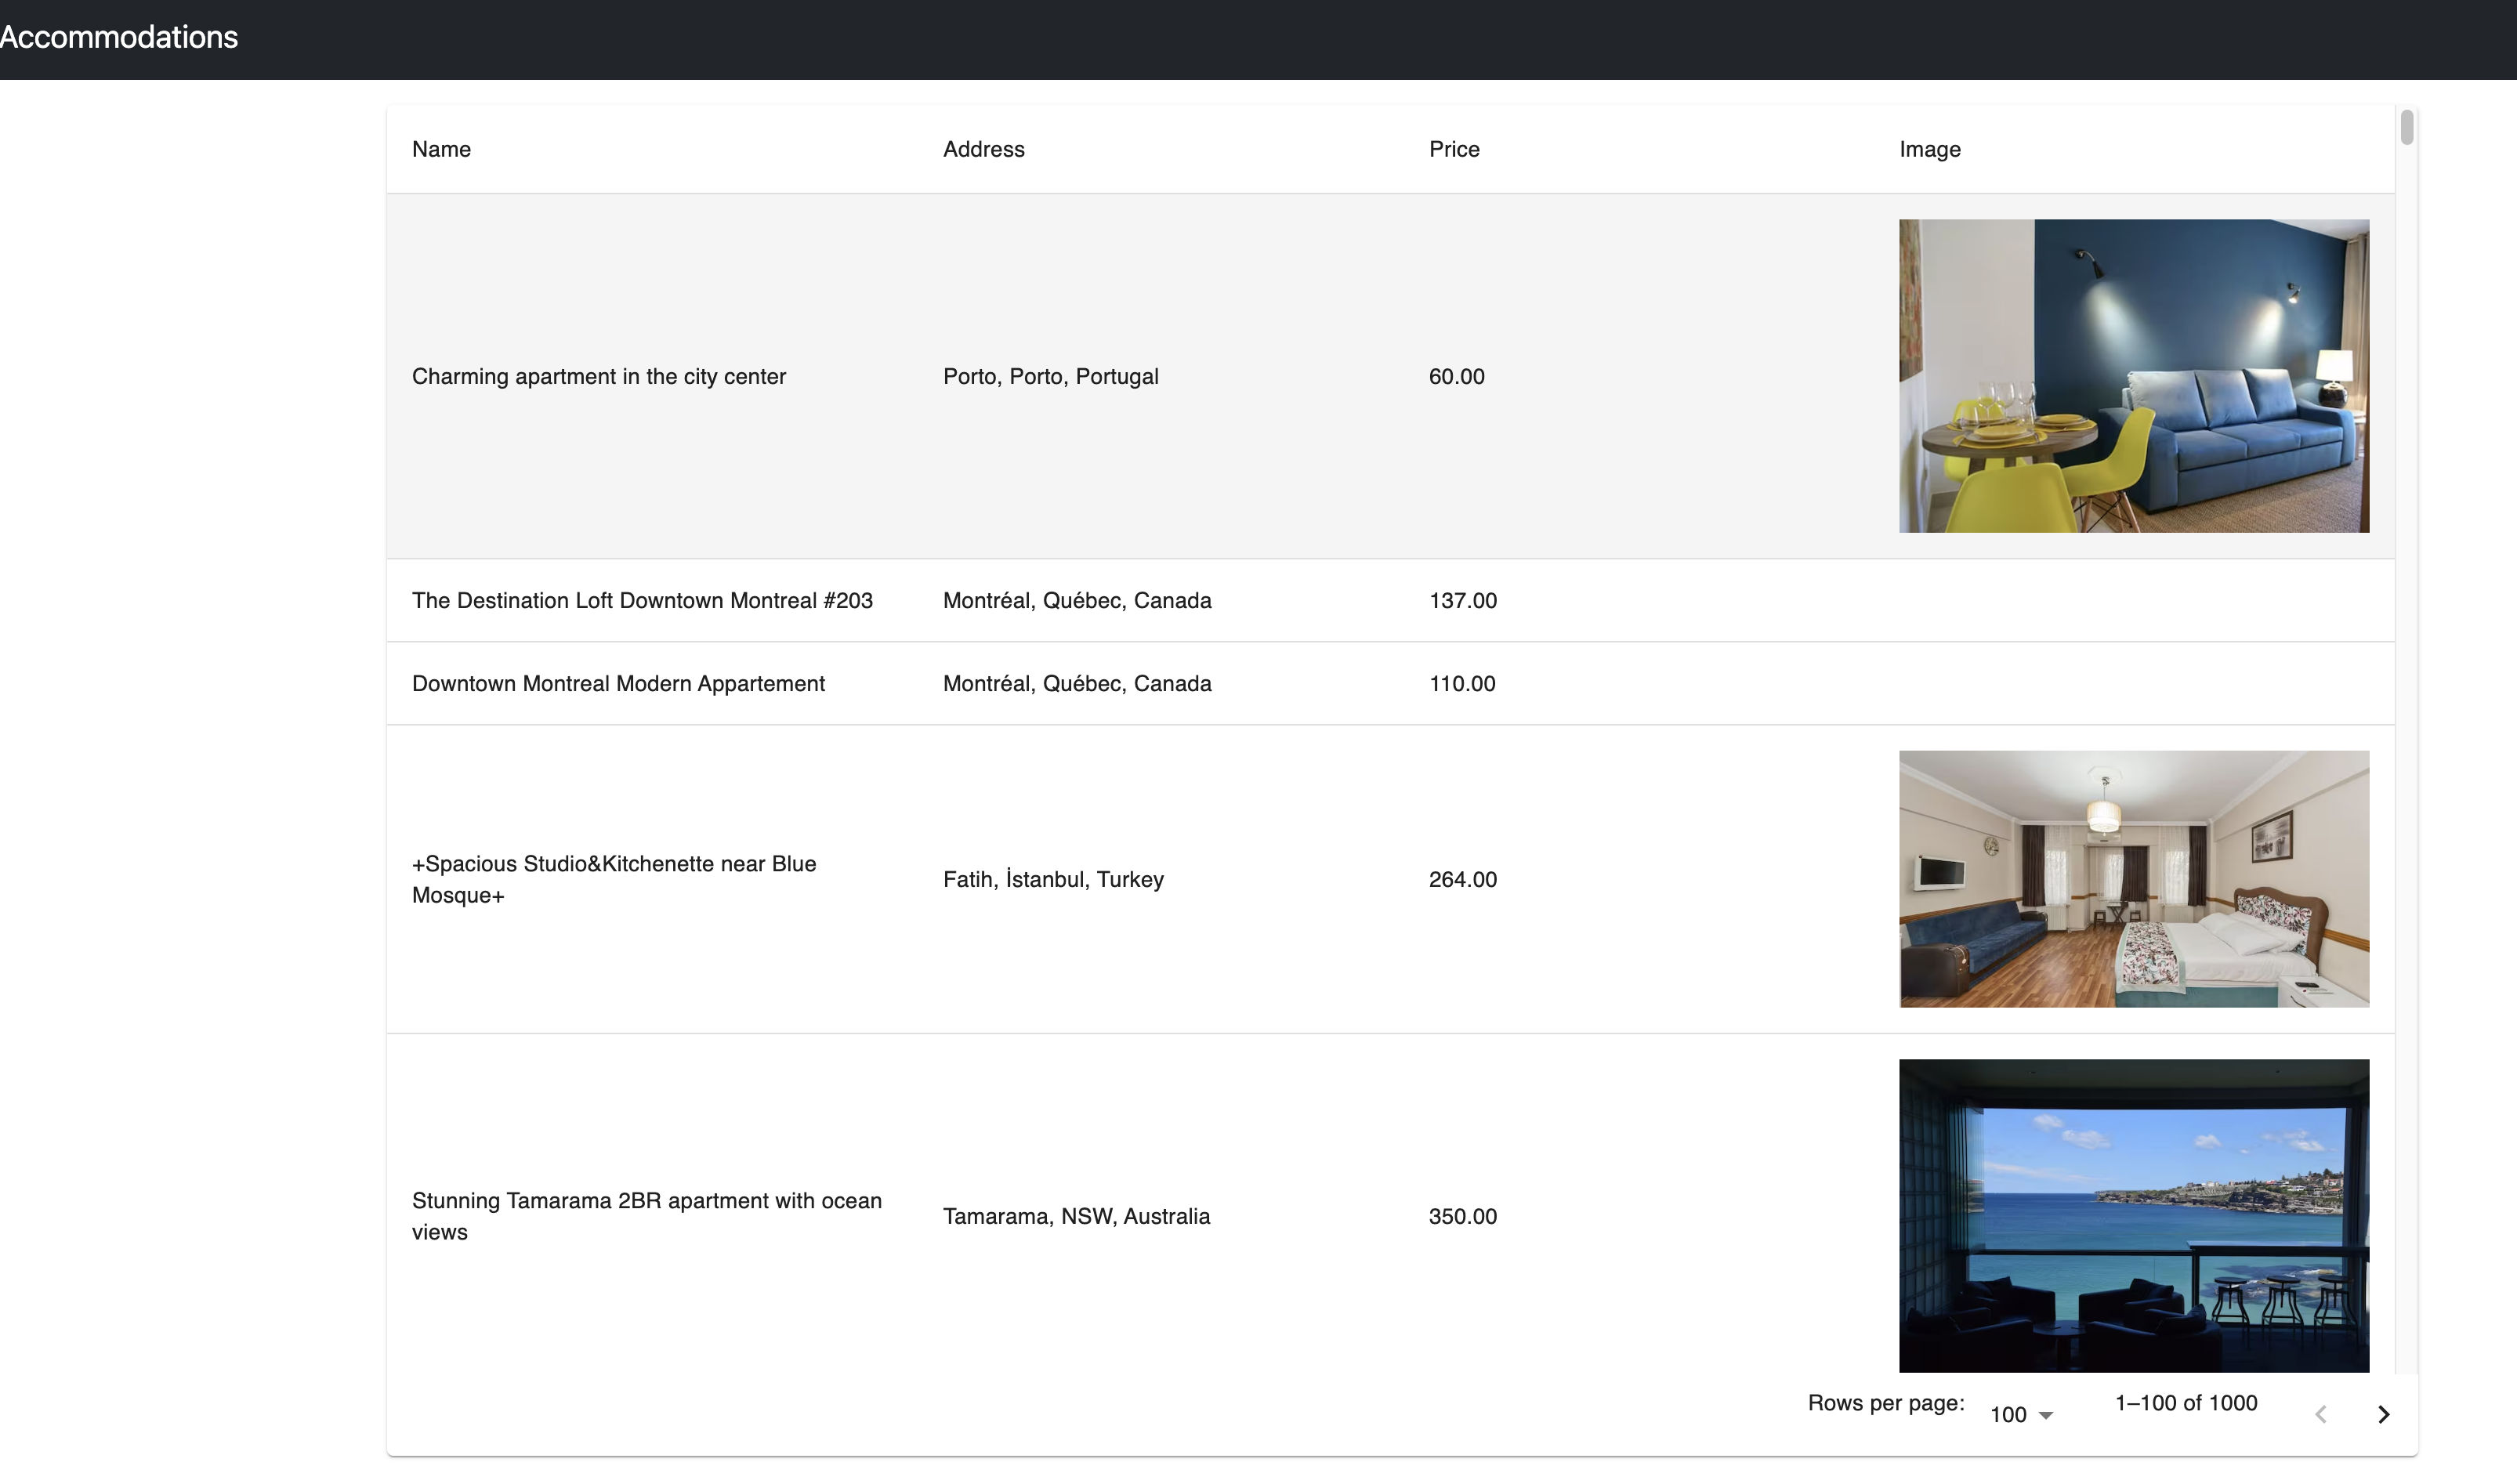 Accommodations
Name Address Price Image
Charming apartment in the city center Porto, Porto, Portugal 60.00
The Destination Loft Downtown Montreal #203 Montréal, Québec, Canada 137.00
Downtown Montreal Modern Appartement Montréal, Québec, Canada 110.00
+Spacious Studio&Kitchenette near Blue
Mosque+
Fatih, İstanbul, Turkey 264.00
Stunning Tamarama 2BR apartment with ocean
views
Tamarama, NSW, Australia 350.00
Rows per page: 100 1–100 of 1000